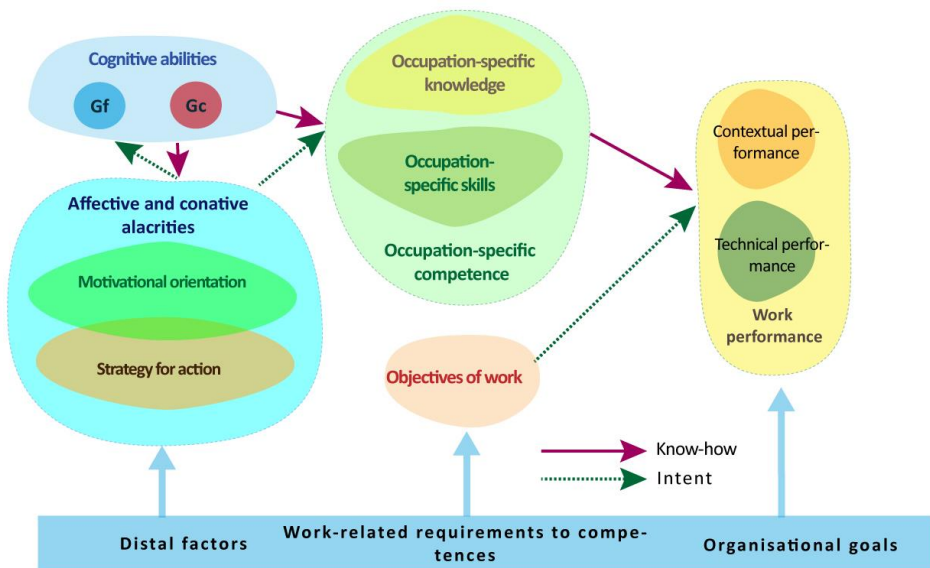 Cognitive abilities
Gf
Gc
Affective and conative
alacrities
Motivational orientation
Strategy for action
Occupation-specific
knowledge
Occupation-
specific skills
Occupation-specific
competence
Objectives of work
Contextual per-
formance
Technical perfor-
mance
Work
performance
Know-how
Intent
Distal factors
Work-related requirements to compe-
tences
Organisational goals